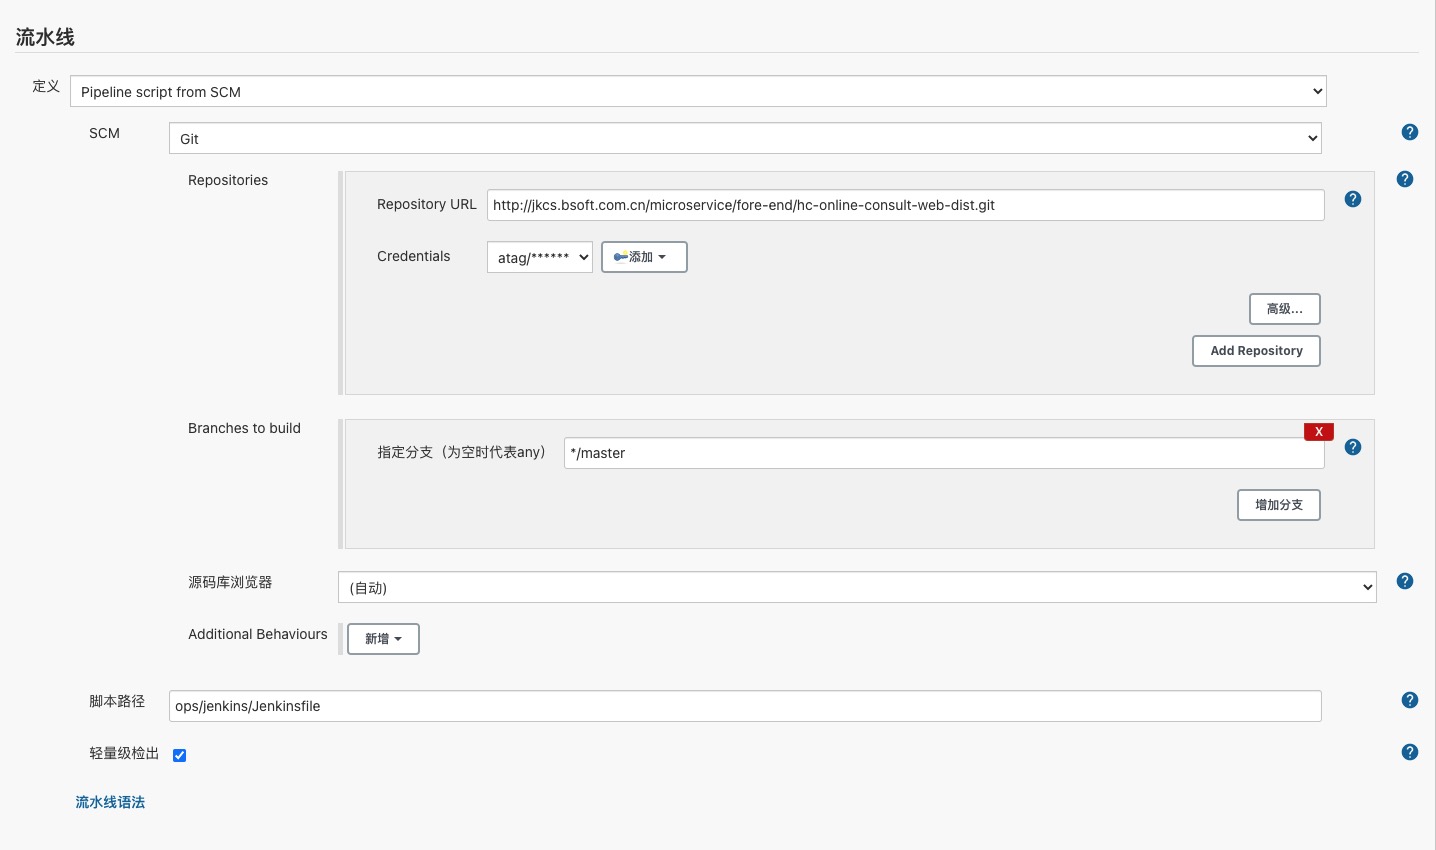 流水线
定义
Pipeline script from SCM
SCM
Git
?
Repositories
?
Repository URL
http://jkcs.bsoft.com.cn/microservice/fore-end/hc-online-consult-web-dist.git
?
Credentials
atag/******
添加
高级...
Add Repository
Branches to build
X
指定分支（为空时代表any）
*/master
?
增加分支
源码库浏览器
(自动)
?
Additional Behaviours
新增
脚本路径
ops/jenkins/Jenkinsfile
?
轻量级检出
?
流水线语法